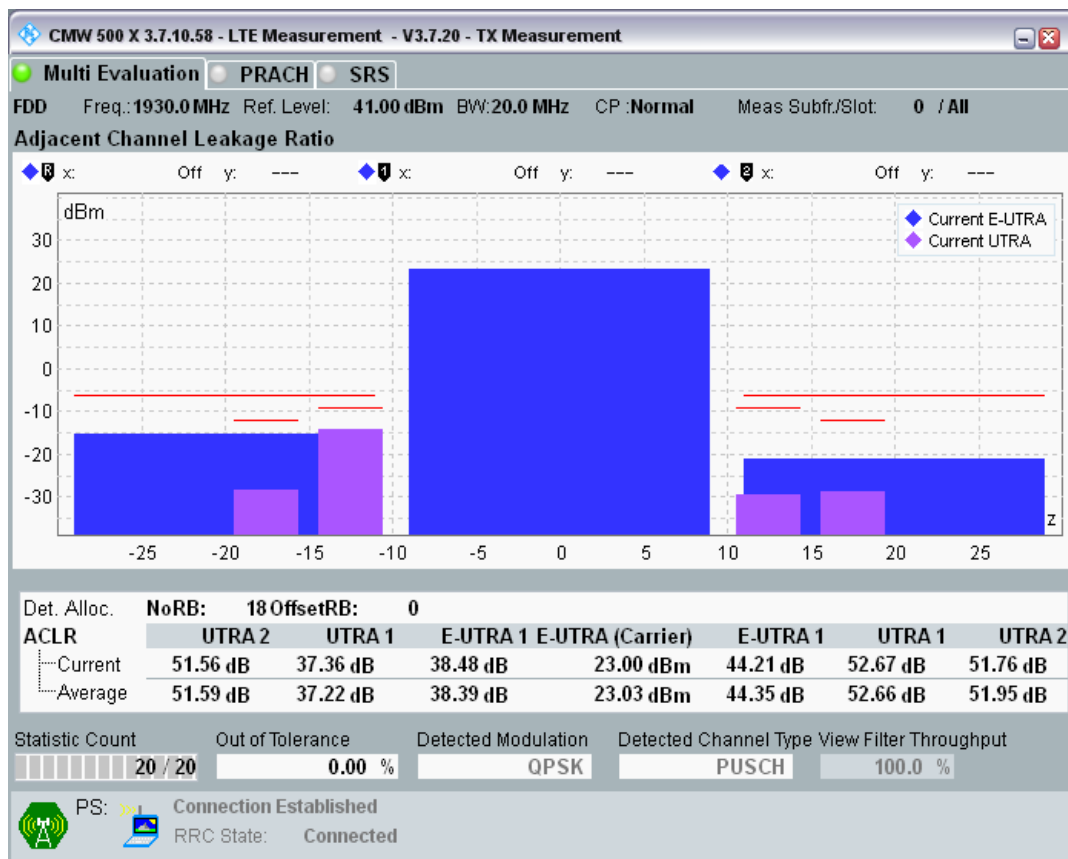 CMW 500 X 3.7.10.58 - LTE Measurement - V3.7.20 - TX Measurement
Multi Evaluation PRACH SRS
FDD Freq.:1930.0 MHz Ref. Level: 41.00 dBm BW:20.0 MHz CP :Normal Meas Subfr./Slot: 0 / All
Adjacent Channel Leakage Ratio
R x: Off y: --- 1 x: Off y: --- 2 x: Off y: ---
dBm
Current E-UTRA
Current UTRA
30
20
10
0
-10
-20
-30
z
-25 -20 -15 -10 -5 0 5 10 15 20 25
Det. Alloc. NoRB: 18 OffsetRB: 0
ACLR UTRA 2 UTRA 1 E-UTRA 1 E-UTRA (Carrier) E-UTRA 1 UTRA 1 UTRA 2
Current 51.56 dB 37.36 dB 38.48 dB 23.00 dBm 44.21 dB 52.67 dB 51.76 dB
Average 51.59 dB 37.22 dB 38.39 dB 23.03 dBm 44.35 dB 52.66 dB 51.95 dB
Statistic Count Out of Tolerance Detected Modulation Detected Channel Type View Filter Throughput
20 / 20 0.00 % QPSK PUSCH 100.0 %
PS: Connection Established
RRC State: Connected